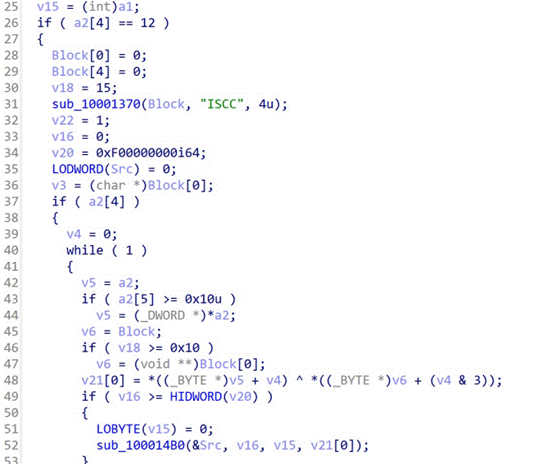 25 v15 = (int)a1;
26 if ( a2[4] == 12 )
27 {
28 Block[0] = 0;
29 Block[4] = 0;
30 v18 = 15;
31 sub_10001370(Block, "ISCC", 4u);
32 v22 = 1;
33 v16 = 0;
34 v20 = 0xF00000000i64;
35 LODWORD(Src) = 0;
36 v3 = (char *)Block[0];
37 if ( a2[4] )
38 {
39 v4 = 0;
40 while ( 1 )
41 {
42 v5 = a2;
43 if ( a2[5] >= 0x10u )
44 v5 = (_DWORD *)*a2;
45 v6 = Block;
46 if ( v18 >= 0x10 )
47 v6 = (void **)Block[0];
48 v21[0] = *((_BYTE *)v5 + v4) ^ *((_BYTE *)v6 + (v4 & 3));
49 if ( v16 >= HIDWORD(v20) )
50 {
51 LOBYTE(v15) = 0;
52 sub_100014B0(&Src, v16, v15, v21[0]);
53 }